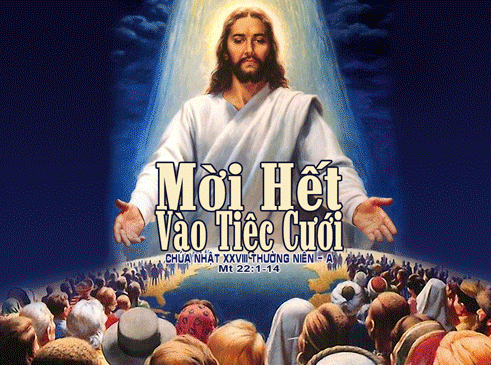 Mời Hết
Vào Tiệc Cưới
CHÚA NHẬT XXVIII THƯỜNG NIÊN - A
Mt 22:1-14